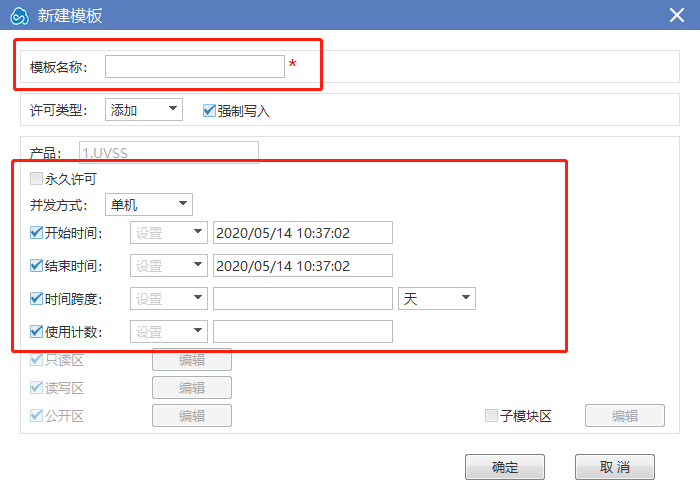 新建模板
模板名称： *
许可类型： 添加 强制写入
产品： 1.UVSS
永久许可
并发方式： 单机
开始时间： 设置 2020/05/14 10:37:02
结束时间： 设置 2020/05/14 10:37:02
时间跨度： 设置 天
使用计数： 设置
只读区 编辑
读写区 编辑
公开区 编辑 子模块区 编辑
确定 取消